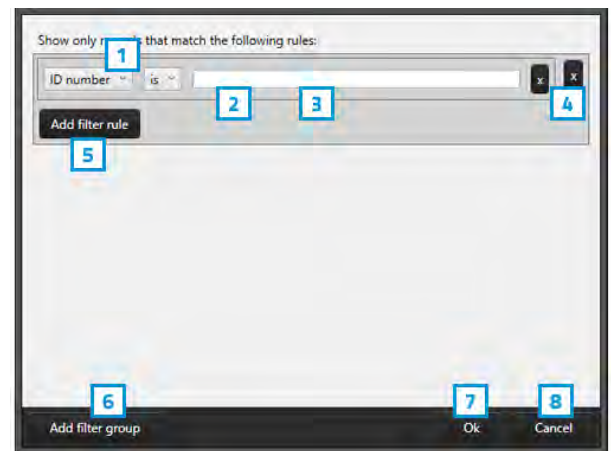 Show only that match the following rules:
1
ID number is x x
2 3 4
Add filter rule
5
6 7 8
Add filter group Ok Cancel